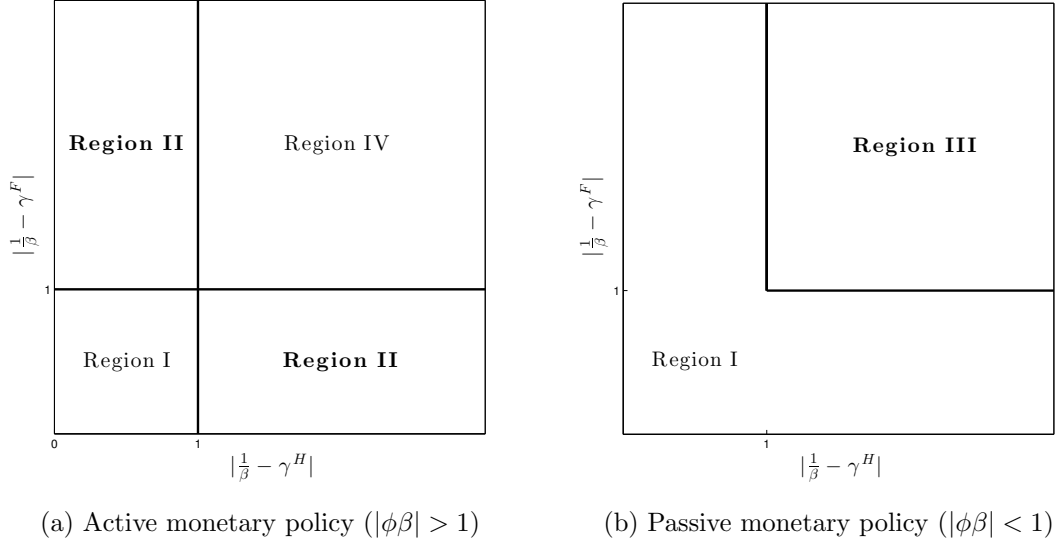 Region II
Region IV
|1/β − γ^F|
1
Region I
Region II
0
1
|1/β − γ^H|
(a) Active monetary policy (|φβ| > 1)
Region III
|1/β − γ^F|
1
Region I
1
|1/β − γ^H|
(b) Passive monetary policy (|φβ| < 1)